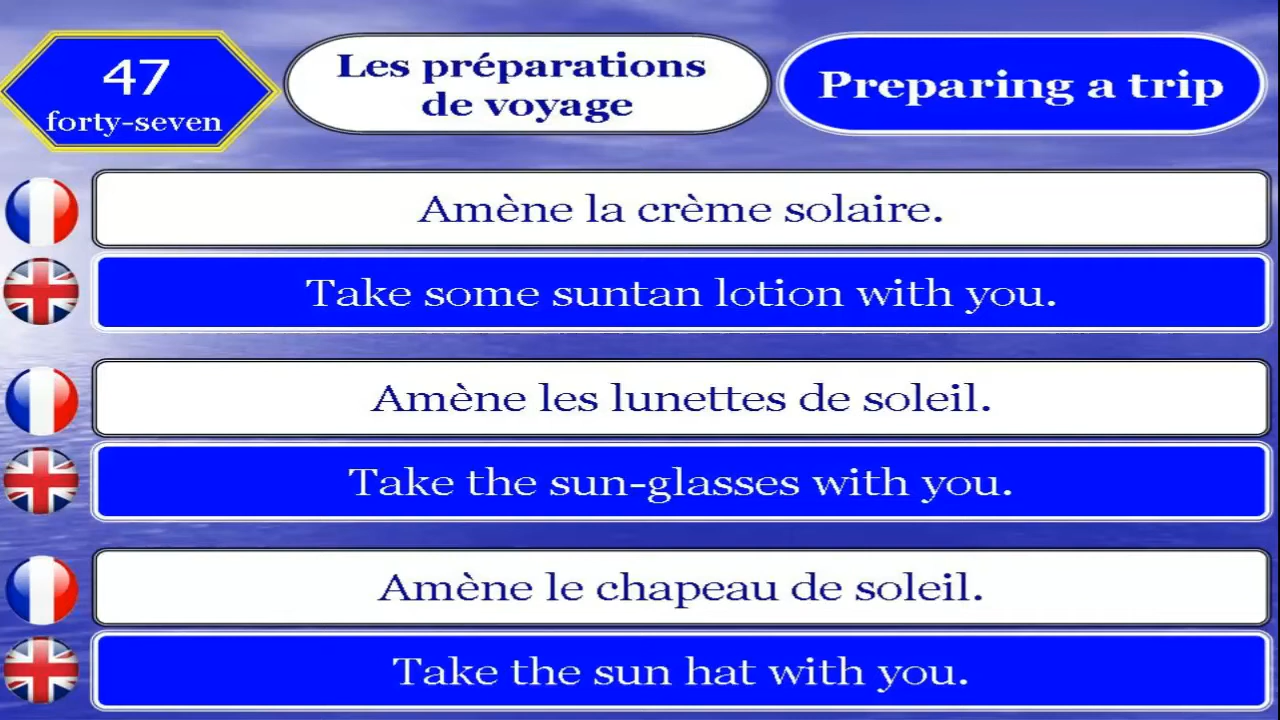 47
forty-seven
Les préparations
de voyage
Preparing a trip
Amène la crème solaire.
Take some suntan lotion with you.
Amène les lunettes de soleil.
Take the sun-glasses with you.
Amène le chapeau de soleil.
Take the sun hat with you.